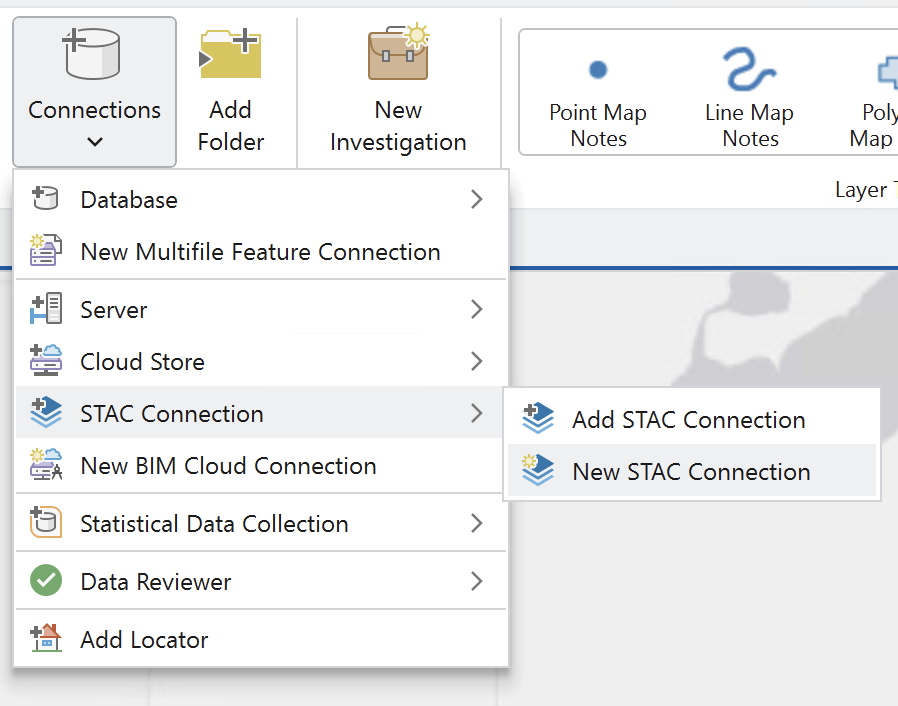 Connections
Add
Folder
New
Investigation
Point Map
Notes
Line Map
Notes
Map
Layer
Database
New Multifile Feature Connection
Server
Cloud Store
STAC Connection
New BIM Cloud Connection
Statistical Data Collection
Data Reviewer
Add Locator
Add STAC Connection
New STAC Connection